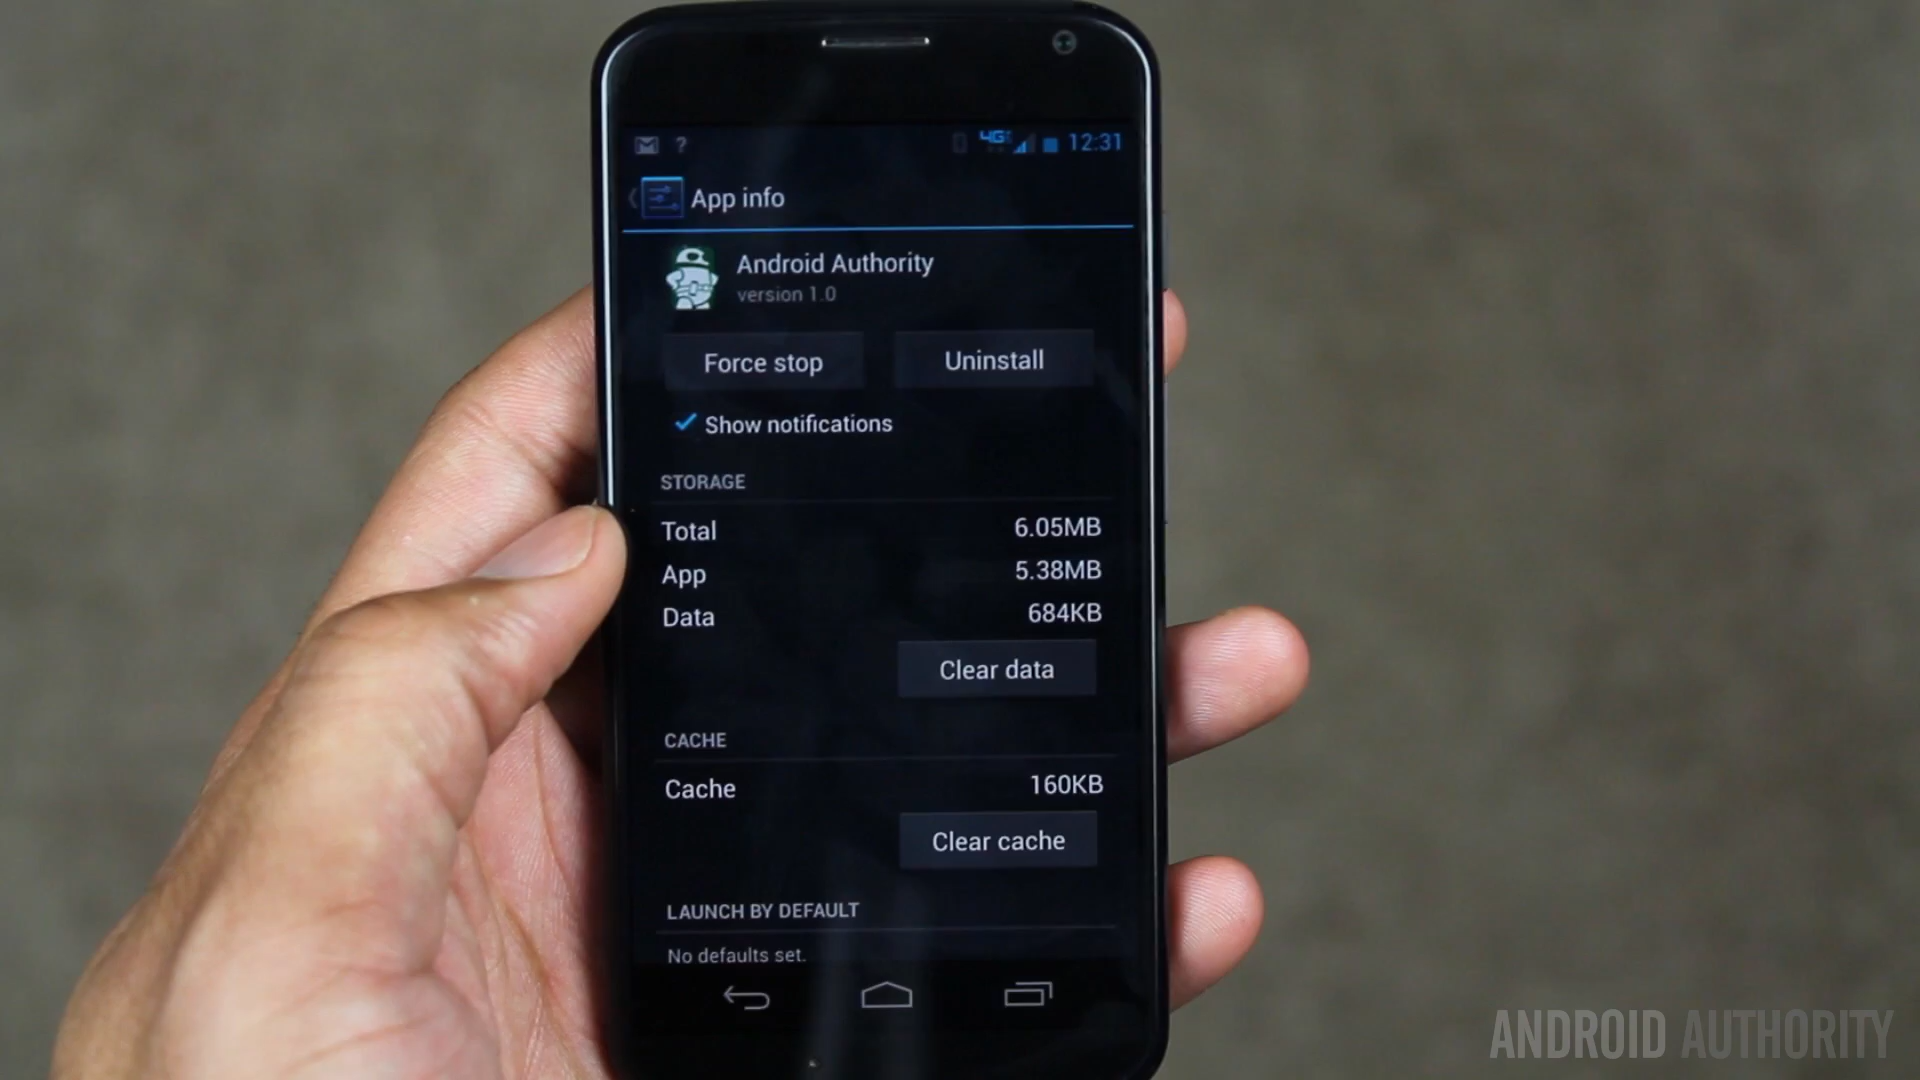 ? 4G 12:31
App info
Android Authority
version 1.0
Force stop Uninstall
Show notifications
STORAGE
Total 6.05MB
App 5.38MB
Data 684KB
Clear data
CACHE
Cache 160KB
Clear cache
LAUNCH BY DEFAULT
No defaults set.
ANDROID AUTHORITY